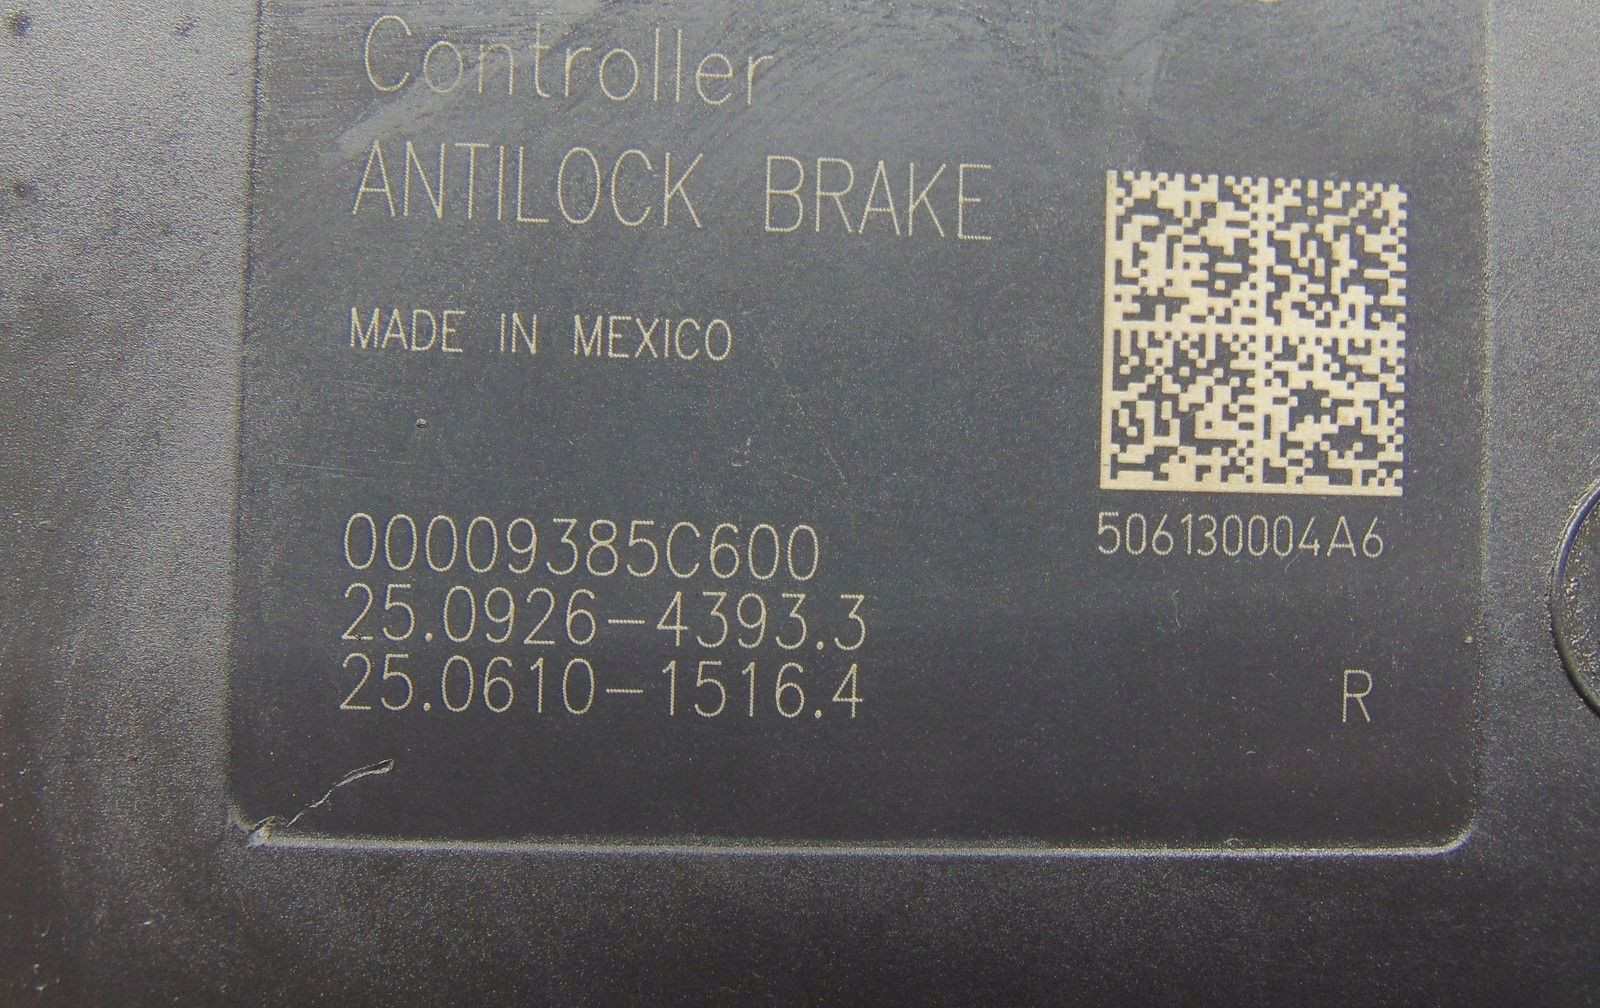 Controller
ANTILOCK BRAKE
MADE IN MEXICO
506130004A6
00009385C600
25.0926-4393.3
25.0610-1516.4
R